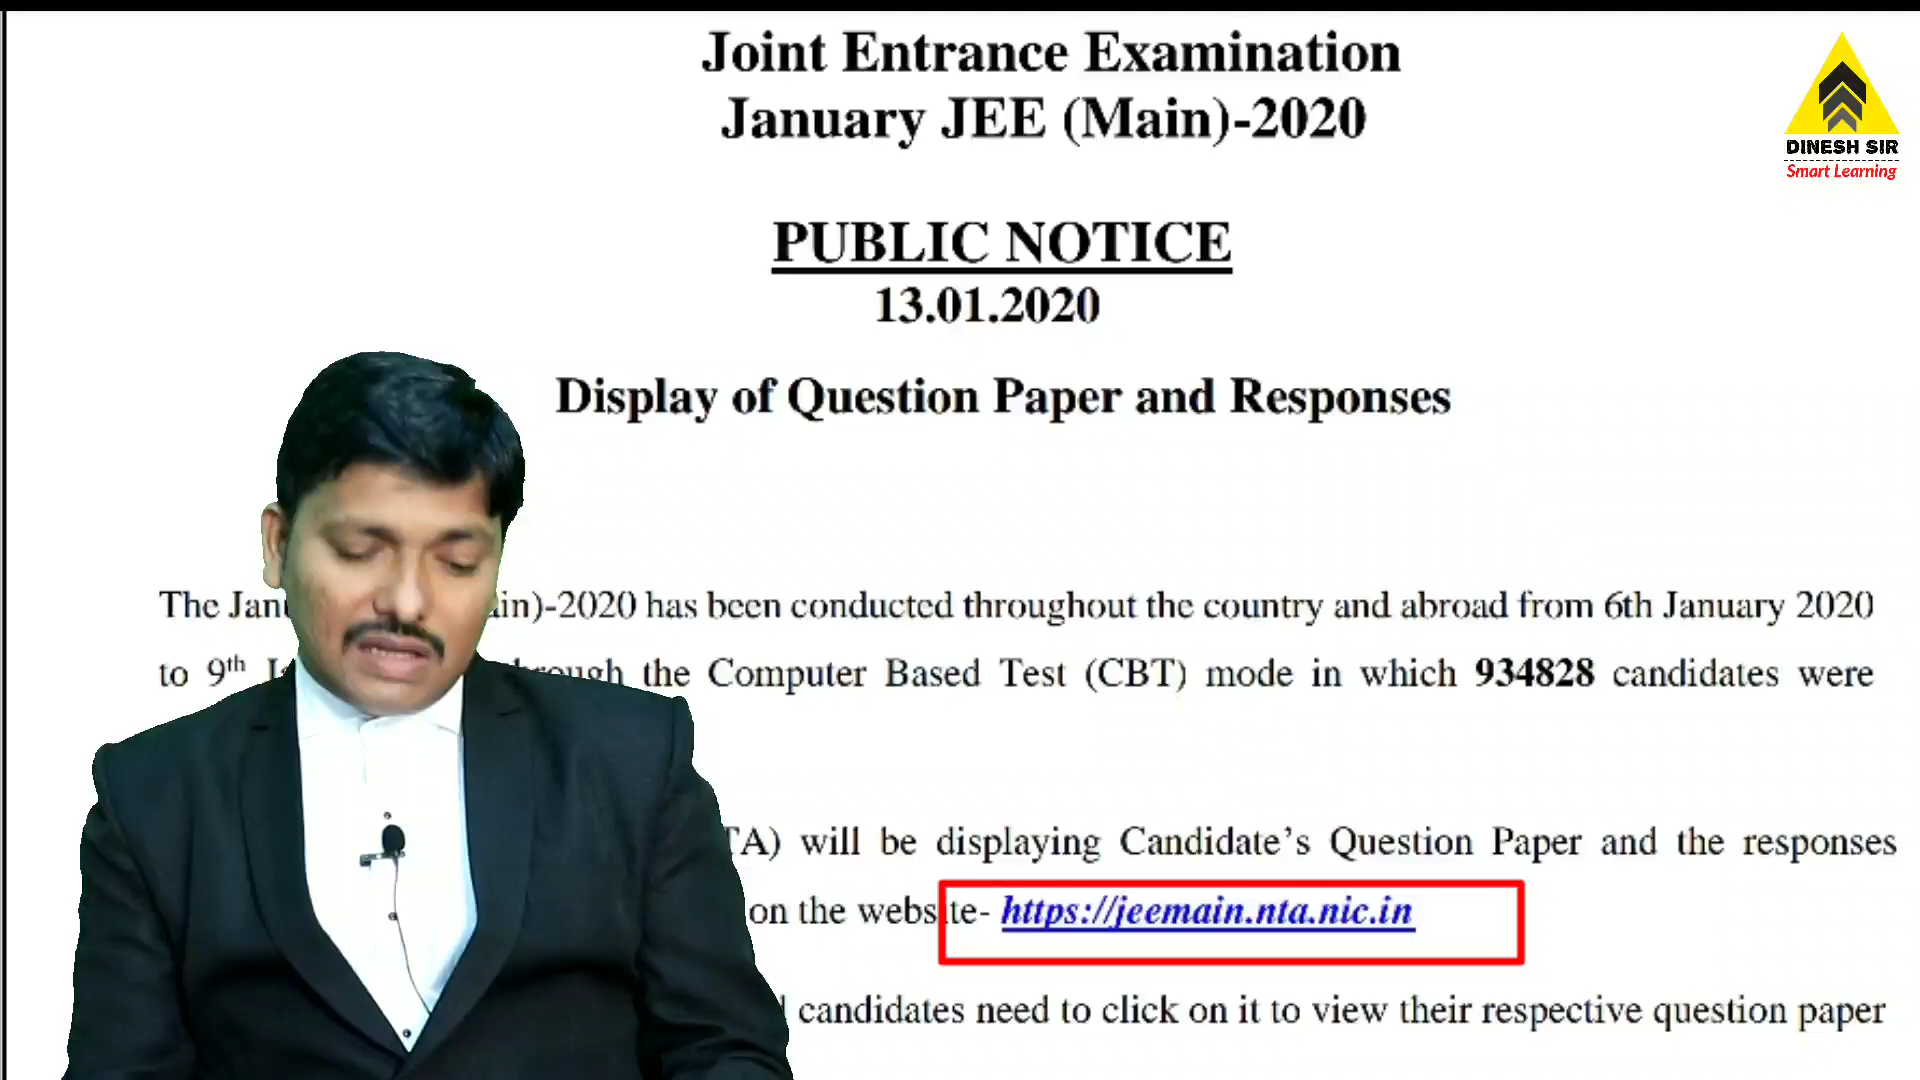 Joint Entrance Examination
January JEE (Main)-2020
DINESH SIR
Smart Learning
PUBLIC NOTICE
13.01.2020
Display of Question Paper and Responses
The in)-2020 has been conducted throughout the country and abroad from 6th January 2020
to 9th the Computer Based Test (CBT) mode in which 934828 candidates were
TA) will be displaying Candidate's Question Paper and the responses
on the website- https://jeemain.nta.nic.in
candidates need to click on it to view their respective question paper